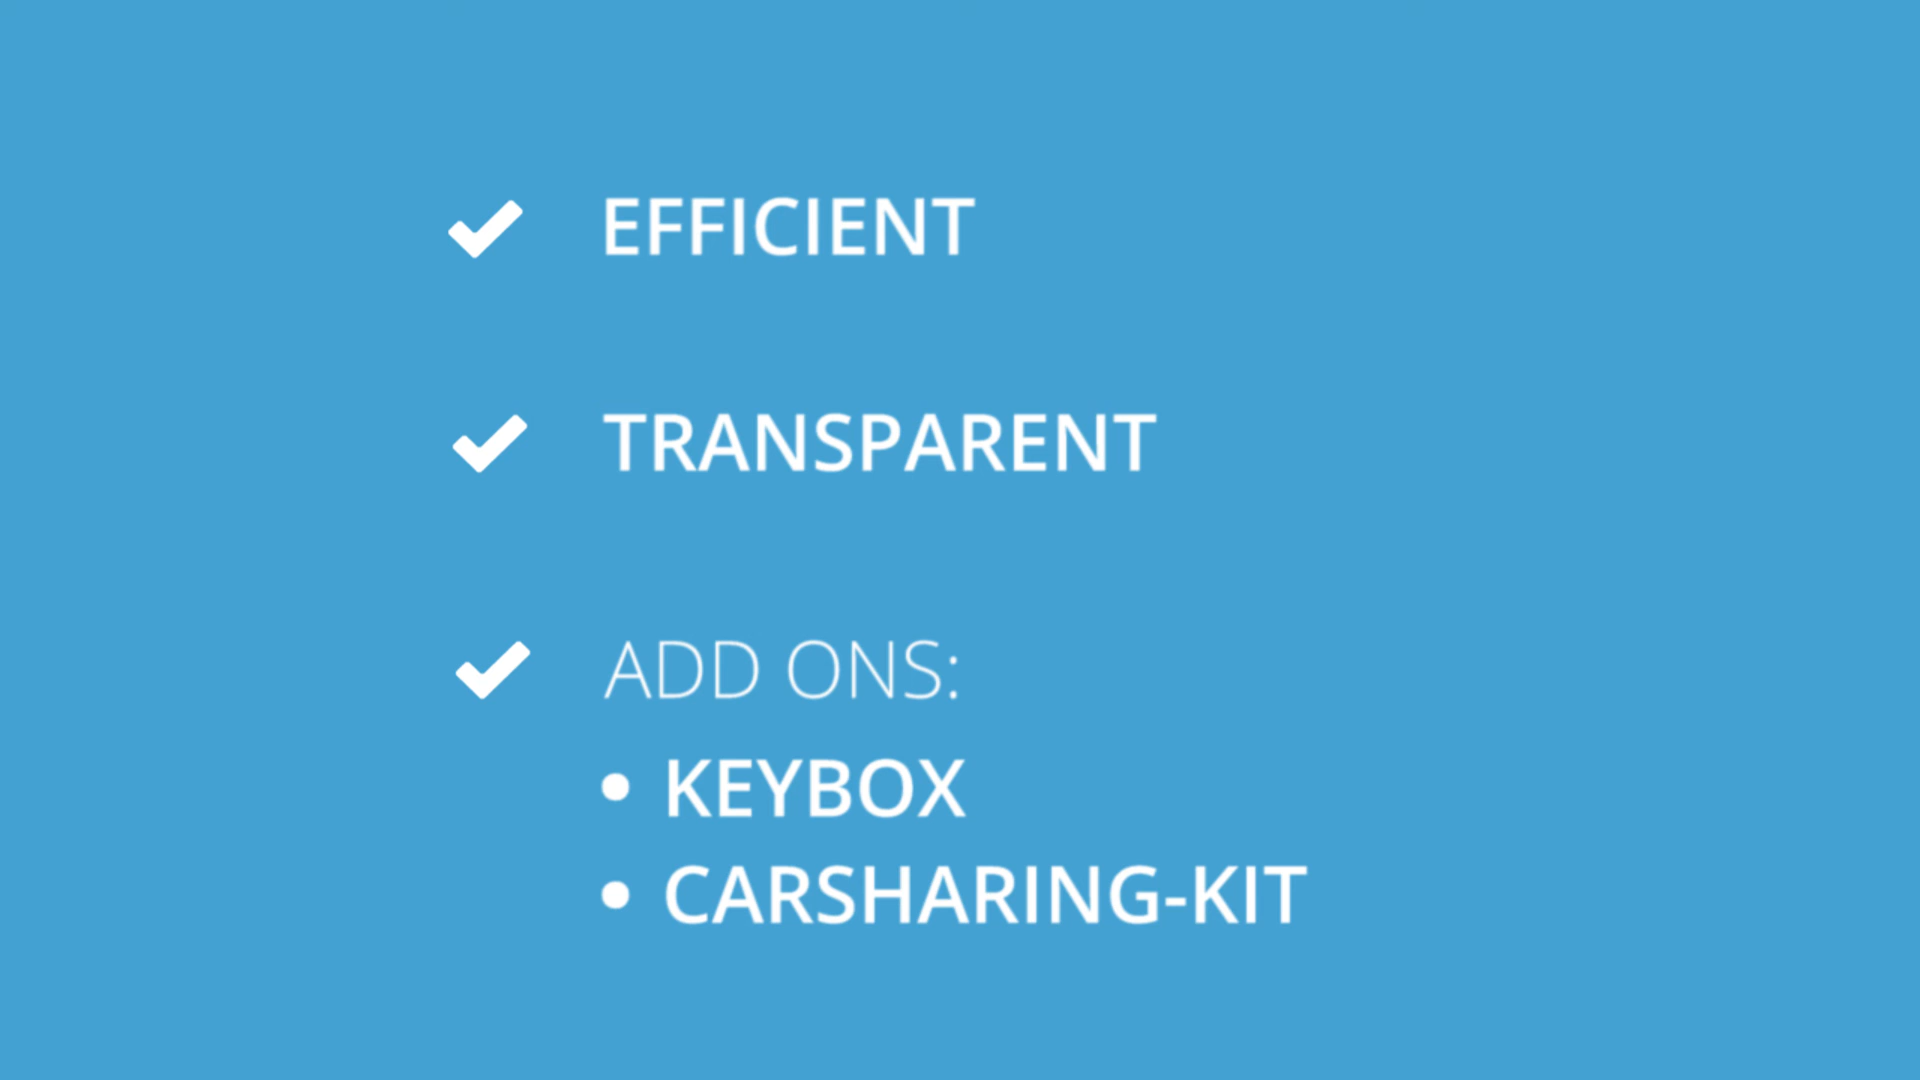 EFFICIENT
TRANSPARENT
ADD ONS:
• KEYBOX
• CARSHARING-KIT